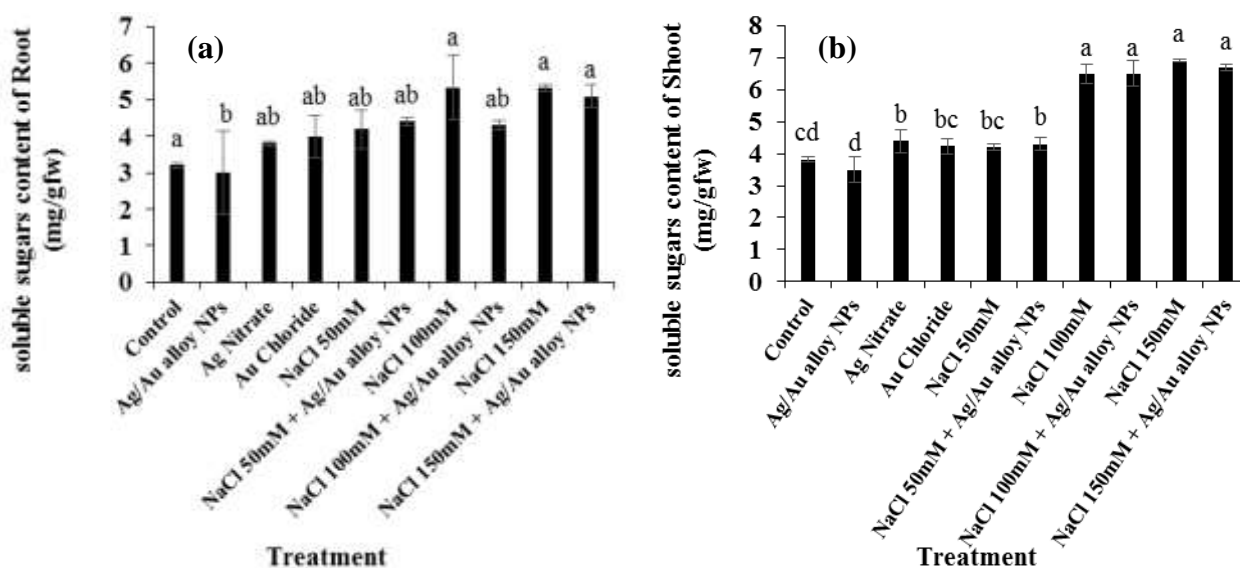 soluble sugars content of Root
(mg/gfw)
(a)
7
6
5
4
3
2
1
0
a
b
ab
ab
ab
ab
a
ab
a
a
Control
Ag/Au alloy NPs
Ag Nitrate
Au Chloride
NaCl 50mM
NaCl 50mM + Ag/Au alloy NPs
NaCl 100mM
NaCl 100mM + Ag/Au alloy NPs
NaCl 150mM
NaCl 150mM + Ag/Au alloy NPs
Treatment
soluble sugars content of Shoot
(mg/gfw)
(b)
8
7
6
5
4
3
2
1
0
cd
d
b
bc
bc
b
a
a
a
a
Control
Ag/Au alloy NPs
Ag Nitrate
Au Chloride
NaCl 50mM
NaCl 50mM + Ag/Au alloy NPs
NaCl 100mM
NaCl 100mM + Ag/Au alloy NPs
NaCl 150mM
NaCl 150mM + Ag/Au alloy NPs
Treatment